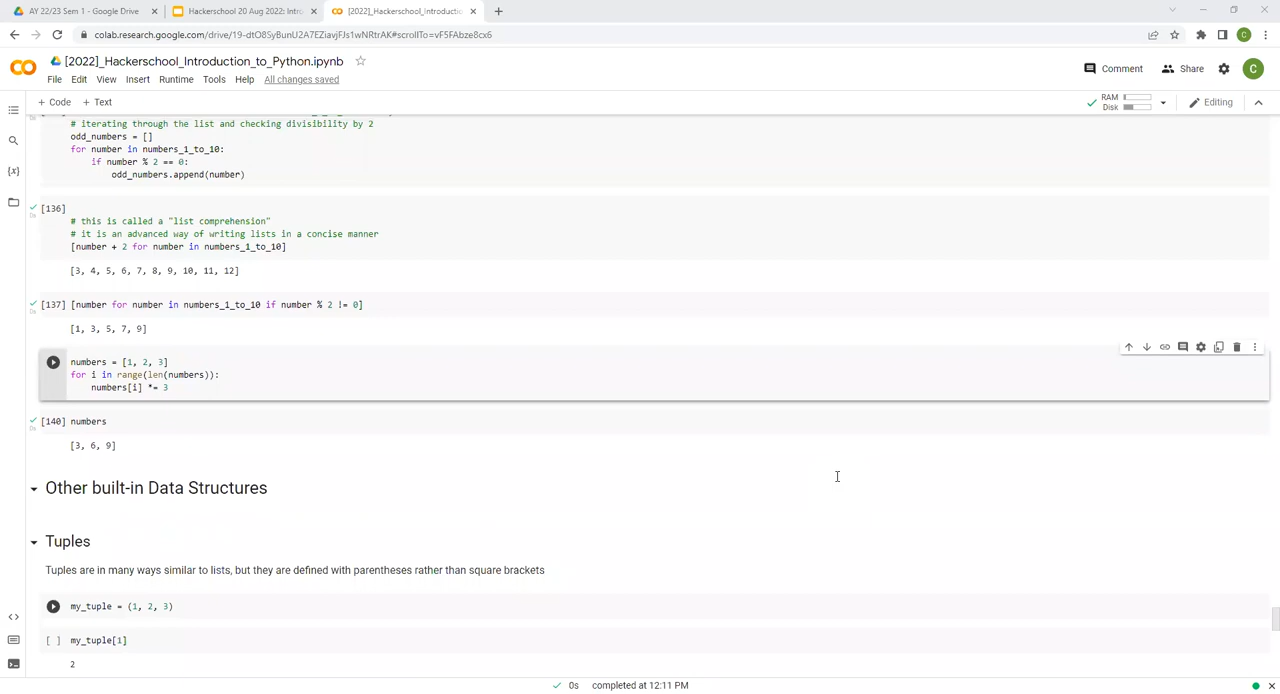 AY 22/23 Sem 1 - Google Drive
Hackerschool 20 Aug 2022: Intro
[2022]_Hackerschool_Introductio
colab.research.google.com/drive/19-dtO8SyBunU2A7EZiavjFJs1wNRtrAK#scrollTo=vF5FAbze8cx6
C
[2022]_Hackerschool_Introduction_to_Python.ipynb
Comment
Share
C
File Edit View Insert Runtime Tools Help All changes saved
+ Code + Text
RAM
Disk
Editing
# iterating through the list and checking divisibility by 2
odd_numbers = []
for number in numbers_1_to_10:
if number % 2 == 0:
odd_numbers.append(number)
[136]
0s
# this is called a "list comprehension"
# it is an advanced way of writing lists in a concise manner
[number + 2 for number in numbers_1_to_10]
[3, 4, 5, 6, 7, 8, 9, 10, 11, 12]
[137] [number for number in numbers_1_to_10 if number % 2 != 0]
0s
[1, 3, 5, 7, 9]
numbers = [1, 2, 3]
for i in range(len(numbers)):
numbers[i] *= 3
[140] numbers
0s
[3, 6, 9]
Other built-in Data Structures
Tuples
Tuples are in many ways similar to lists, but they are defined with parentheses rather than square brackets
my_tuple = (1, 2, 3)
[ ] my_tuple[1]
2
0s completed at 12:11 PM